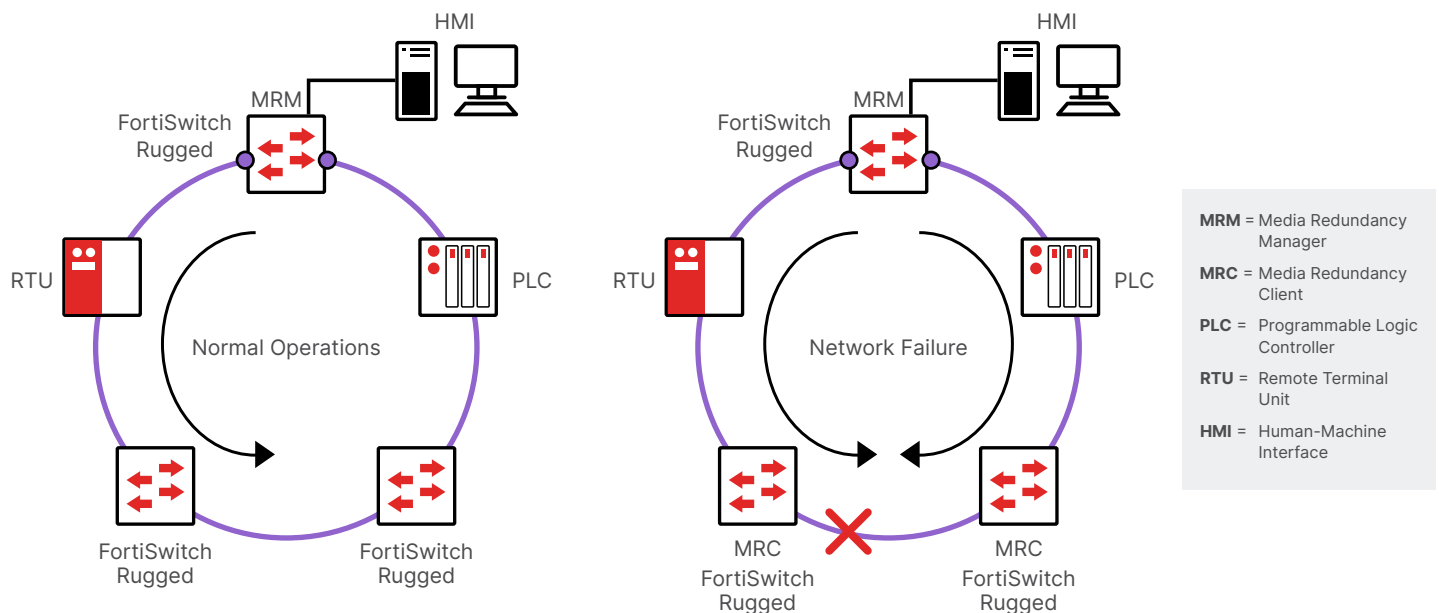 HMI
MRM
FortiSwitch
Rugged
RTU
PLC
Normal Operations
FortiSwitch
Rugged
FortiSwitch
Rugged
HMI
MRM
FortiSwitch
Rugged
RTU
PLC
Network Failure
MRC
FortiSwitch
Rugged
MRC
FortiSwitch
Rugged
MRM = Media Redundancy
Manager
MRC = Media Redundancy
Client
PLC = Programmable Logic
Controller
RTU = Remote Terminal
Unit
HMI = Human-Machine
Interface